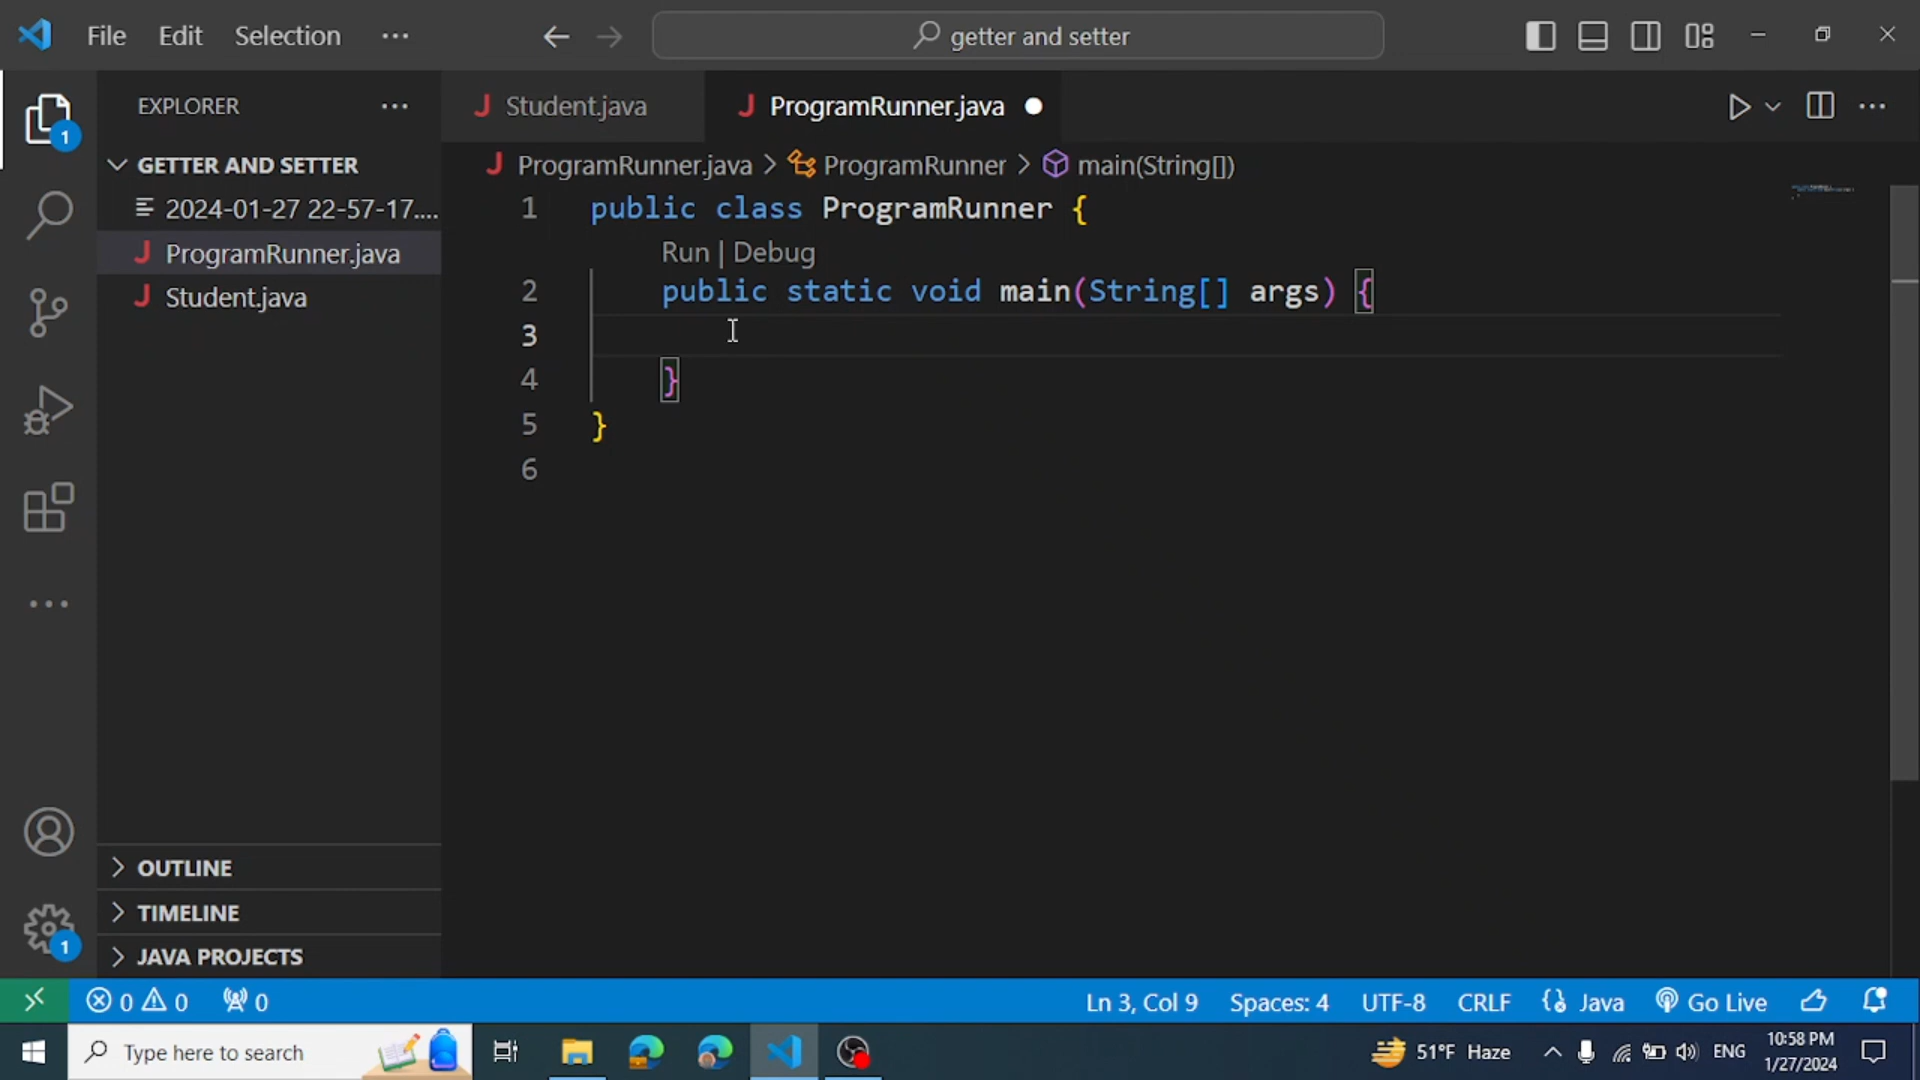 File Edit Selection ···
getter and setter
EXPLORER ···
Student.java
ProgramRunner.java
GETTER AND SETTER
2024-01-27 22-57-17....
ProgramRunner.java
Student.java
ProgramRunner.java > ProgramRunner > main(String[])
1 public class ProgramRunner {
Run | Debug
2 public static void main(String[] args) {
3
4 }
5 }
6
1
OUTLINE
TIMELINE
JAVA PROJECTS
1
0 0 0
Ln 3, Col 9 Spaces: 4 UTF-8 CRLF Java Go Live
Type here to search
51°F Haze
ENG
10:58 PM
1/27/2024